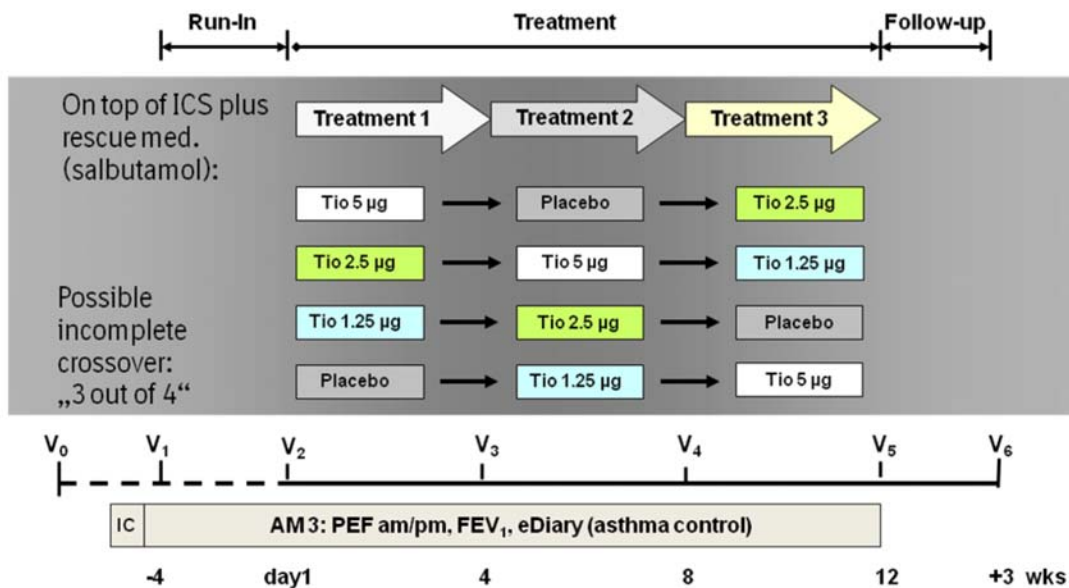 Run-In Treatment Follow-up
On top of ICS plus
rescue med.
(salbutamol):
Treatment 1 Treatment 2 Treatment 3
Tio 5 µg Placebo Tio 2.5 µg
Tio 2.5 µg Tio 5 µg Tio 1.25 µg
Possible
incomplete
crossover:
„3 out of 4“
Tio 1.25 µg Tio 2.5 µg Placebo
Placebo Tio 1.25 µg Tio 5 µg
V₀ V₁ V₂ V₃ V₄ V₅ V₆
IC AM 3: PEF am/pm, FEV₁, eDiary (asthma control)
-4 day1 4 8 12 +3 wks